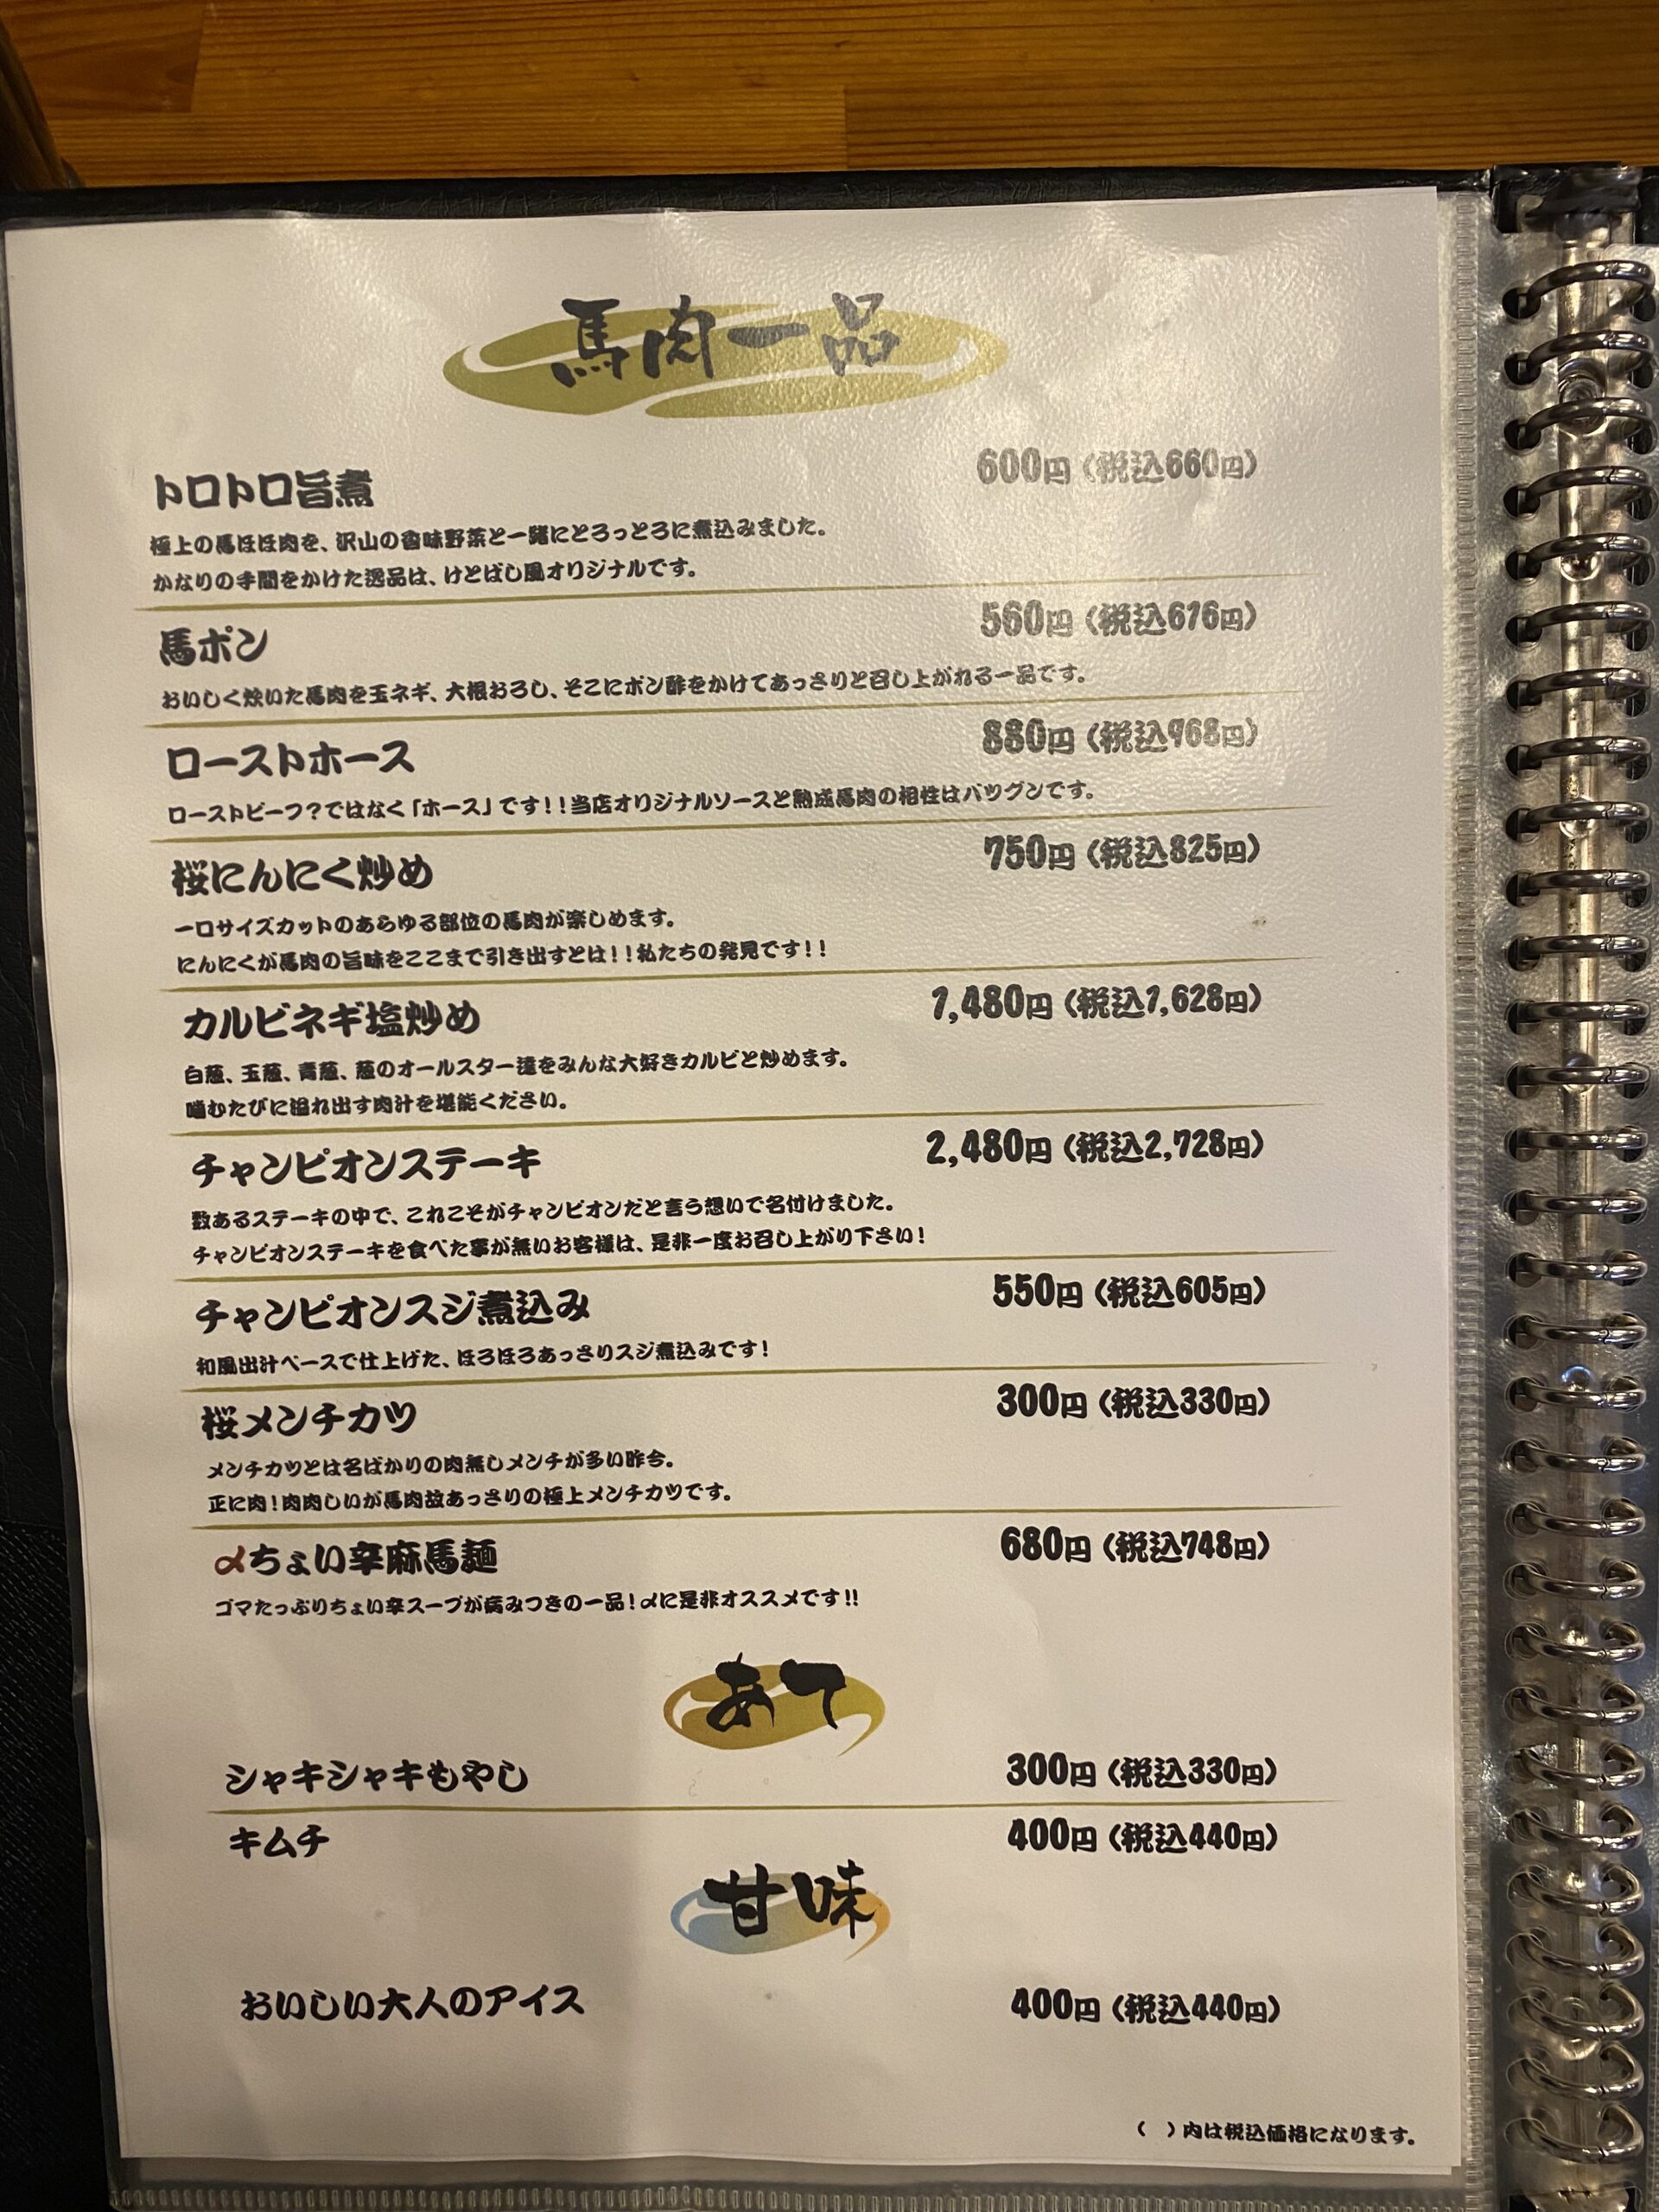 馬肉一品
トロトロ旨煮 600円（税込660円）
極上の馬ほほ肉を、沢山の香味野菜と一緒にとろっとろに煮込みました。
かなりの手間をかけた逸品は、けとばし風オリジナルです。
馬ポン 560円（税込616円）
おいしく炊いた馬肉を玉ネギ、大根おろし、そこにポン酢をかけてあっさりと召し上がれる一品です。
ローストホース 880円（税込968円）
ローストビーフ？ではなく「ホース」です！！当店オリジナルソースと熟成馬肉の相性はバツグンです。
桜にんにく炒め 750円（税込825円）
一口サイズカットのあらゆる部位の馬肉が楽しめます。
にんにくが馬肉の旨味をここまで引き出すとは！！私たちの発見です！！
カルビネギ塩炒め 1,480円（税込1,628円）
白葱、玉葱、青葱、葱のオールスター達をみんな大好きカルビと炒めます。
噛むたびに溢れ出す肉汁を堪能ください。
チャンピオンステーキ 2,480円（税込2,728円）
数あるステーキの中で、これこそがチャンピオンだと言う想いで名付けました。
チャンピオンステーキを食べた事が無いお客様は、是非一度お召し上がり下さい！
チャンピオンスジ煮込み 550円（税込605円）
和風出汁ベースで仕上げた、ほろほろあっさりスジ煮込みです！
桜メンチカツ 300円（税込330円）
メンチカツとは名ばかりの肉無しメンチが多い昨今。
正に肉！肉肉しいが馬肉故あっさりの極上メンチカツです。
〆ちょい辛麻馬麺 680円（税込748円）
ゴマたっぷりちょい辛スープが病みつきの一品！〆に是非オススメです!!
あて
シャキシャキもやし 300円（税込330円）
キムチ 400円（税込440円）
甘味
おいしい大人のアイス 400円（税込440円）
（　）内は税込価格になります。